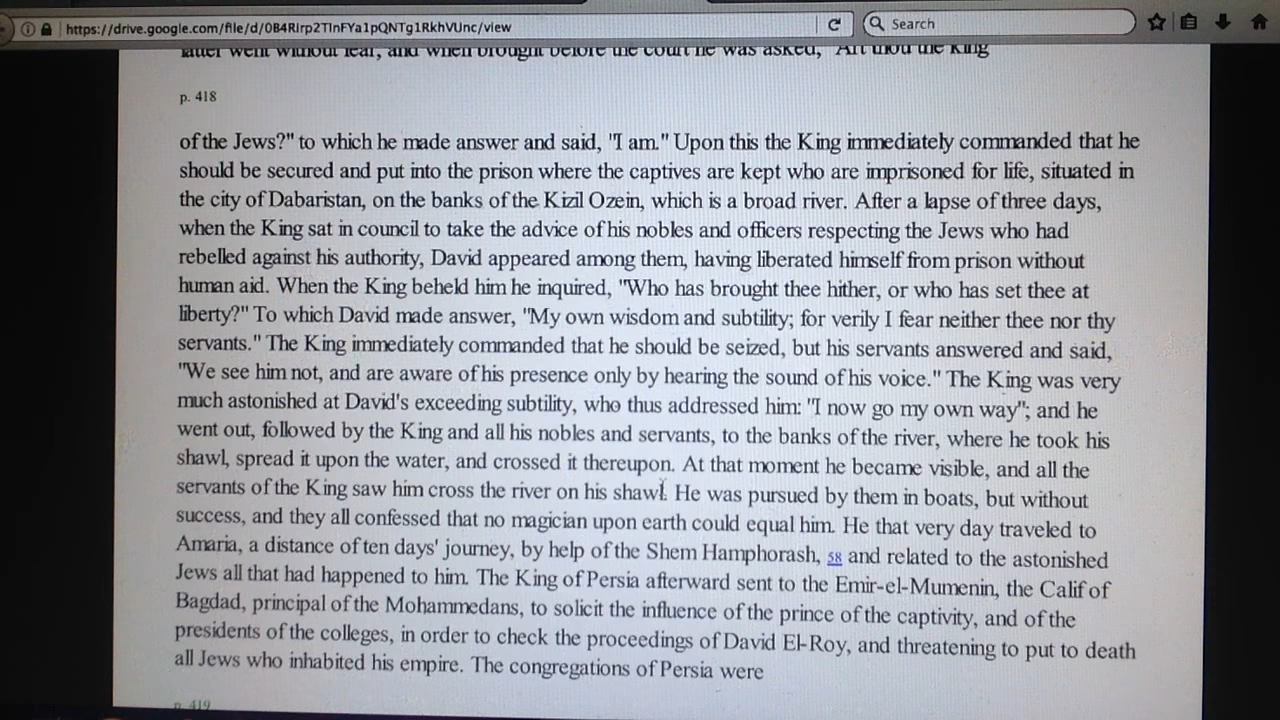 https://drive.google.com/file/d/0B4Rlrp2TlnFYa1pQNTg1RkhVUnc/view
Search
latter went without fear, and when brought before the court he was asked, "Art thou the King
p. 418
of the Jews?" to which he made answer and said, "I am." Upon this the King immediately commanded that he
should be secured and put into the prison where the captives are kept who are imprisoned for life, situated in
the city of Dabaristan, on the banks of the Kizil Ozein, which is a broad river. After a lapse of three days,
when the King sat in council to take the advice of his nobles and officers respecting the Jews who had
rebelled against his authority, David appeared among them, having liberated himself from prison without
human aid. When the King beheld him he inquired, "Who has brought thee hither, or who has set thee at
liberty?" To which David made answer, "My own wisdom and subtility; for verily I fear neither thee nor thy
servants." The King immediately commanded that he should be seized, but his servants answered and said,
"We see him not, and are aware of his presence only by hearing the sound of his voice." The King was very
much astonished at David's exceeding subtility, who thus addressed him: "I now go my own way"; and he
went out, followed by the King and all his nobles and servants, to the banks of the river, where he took his
shawl, spread it upon the water, and crossed it thereupon. At that moment he became visible, and all the
servants of the King saw him cross the river on his shawl. He was pursued by them in boats, but without
success, and they all confessed that no magician upon earth could equal him. He that very day traveled to
Amaria, a distance of ten days' journey, by help of the Shem Hamphorash, 58 and related to the astonished
Jews all that had happened to him. The King of Persia afterward sent to the Emir-el-Mumenin, the Calif of
Bagdad, principal of the Mohammedans, to solicit the influence of the prince of the captivity, and of the
presidents of the colleges, in order to check the proceedings of David El-Roy, and threatening to put to death
all Jews who inhabited his empire. The congregations of Persia were
p. 419